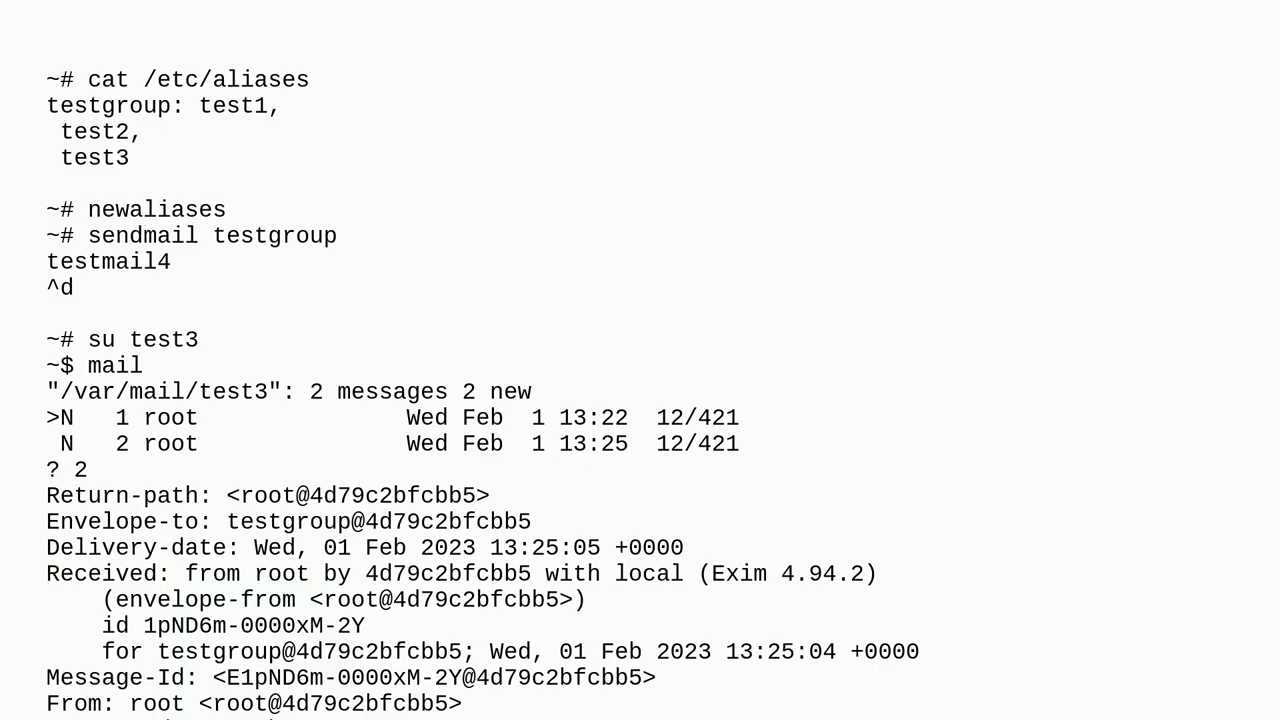 ~# cat /etc/aliases
testgroup: test1,
 test2,
 test3

~# newaliases
~# sendmail testgroup
testmail4
^d

~# su test3
~$ mail
"/var/mail/test3": 2 messages 2 new
>N   1 root               Wed Feb  1 13:22  12/421
 N   2 root               Wed Feb  1 13:25  12/421
? 2
Return-path: <root@4d79c2bfcbb5>
Envelope-to: testgroup@4d79c2bfcbb5
Delivery-date: Wed, 01 Feb 2023 13:25:05 +0000
Received: from root by 4d79c2bfcbb5 with local (Exim 4.94.2)
    (envelope-from <root@4d79c2bfcbb5>)
    id 1pND6m-0000xM-2Y
    for testgroup@4d79c2bfcbb5; Wed, 01 Feb 2023 13:25:04 +0000
Message-Id: <E1pND6m-0000xM-2Y@4d79c2bfcbb5>
From: root <root@4d79c2bfcbb5>